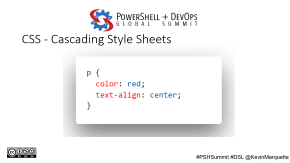 POWERSHELL + DEVOPS
GLOBAL SUMMIT
CSS - Cascading Style Sheets
p {
  color: red;
  text-align: center;
}
#PSHSummit #DSL @KevinMarquette